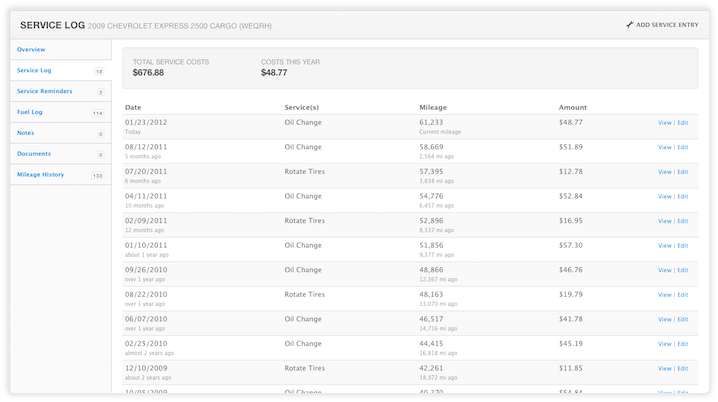 SERVICE LOG 2009 CHEVROLET EXPRESS 2500 CARGO (WEQRH) ADD SERVICE ENTRY
Overview
Service Log 18
Service Reminders 2
Fuel Log 114
Notes 0
Documents 0
Mileage History 133
TOTAL SERVICE COSTS COSTS THIS YEAR
$676.88 $48.77
Date Service(s) Mileage Amount
01/23/2012 Oil Change 61,233 $48.77 View | Edit
Today Current mileage
08/12/2011 Oil Change 58,669 $51.89 View | Edit
5 months ago 2,564 mi ago
07/20/2011 Rotate Tires 57,395 $12.78 View | Edit
6 months ago 3,838 mi ago
04/11/2011 Oil Change 54,776 $52.84 View | Edit
10 months ago 6,457 mi ago
02/09/2011 Rotate Tires 52,896 $16.95 View | Edit
12 months ago 8,337 mi ago
01/10/2011 Oil Change 51,856 $57.30 View | Edit
about 1 year ago 9,377 mi ago
09/26/2010 Oil Change 48,866 $46.76 View | Edit
over 1 year ago 12,367 mi ago
08/22/2010 Rotate Tires 48,163 $19.79 View | Edit
over 1 year ago 13,070 mi ago
06/07/2010 Oil Change 46,517 $41.78 View | Edit
over 1 year ago 14,716 mi ago
02/25/2010 Oil Change 44,415 $45.19 View | Edit
almost 2 years ago 16,818 mi ago
12/10/2009 Rotate Tires 42,261 $11.85 View | Edit
about 2 years ago 18,972 mi ago
10/05/2009 Oil Change 40,270 $54.84 View | Edit